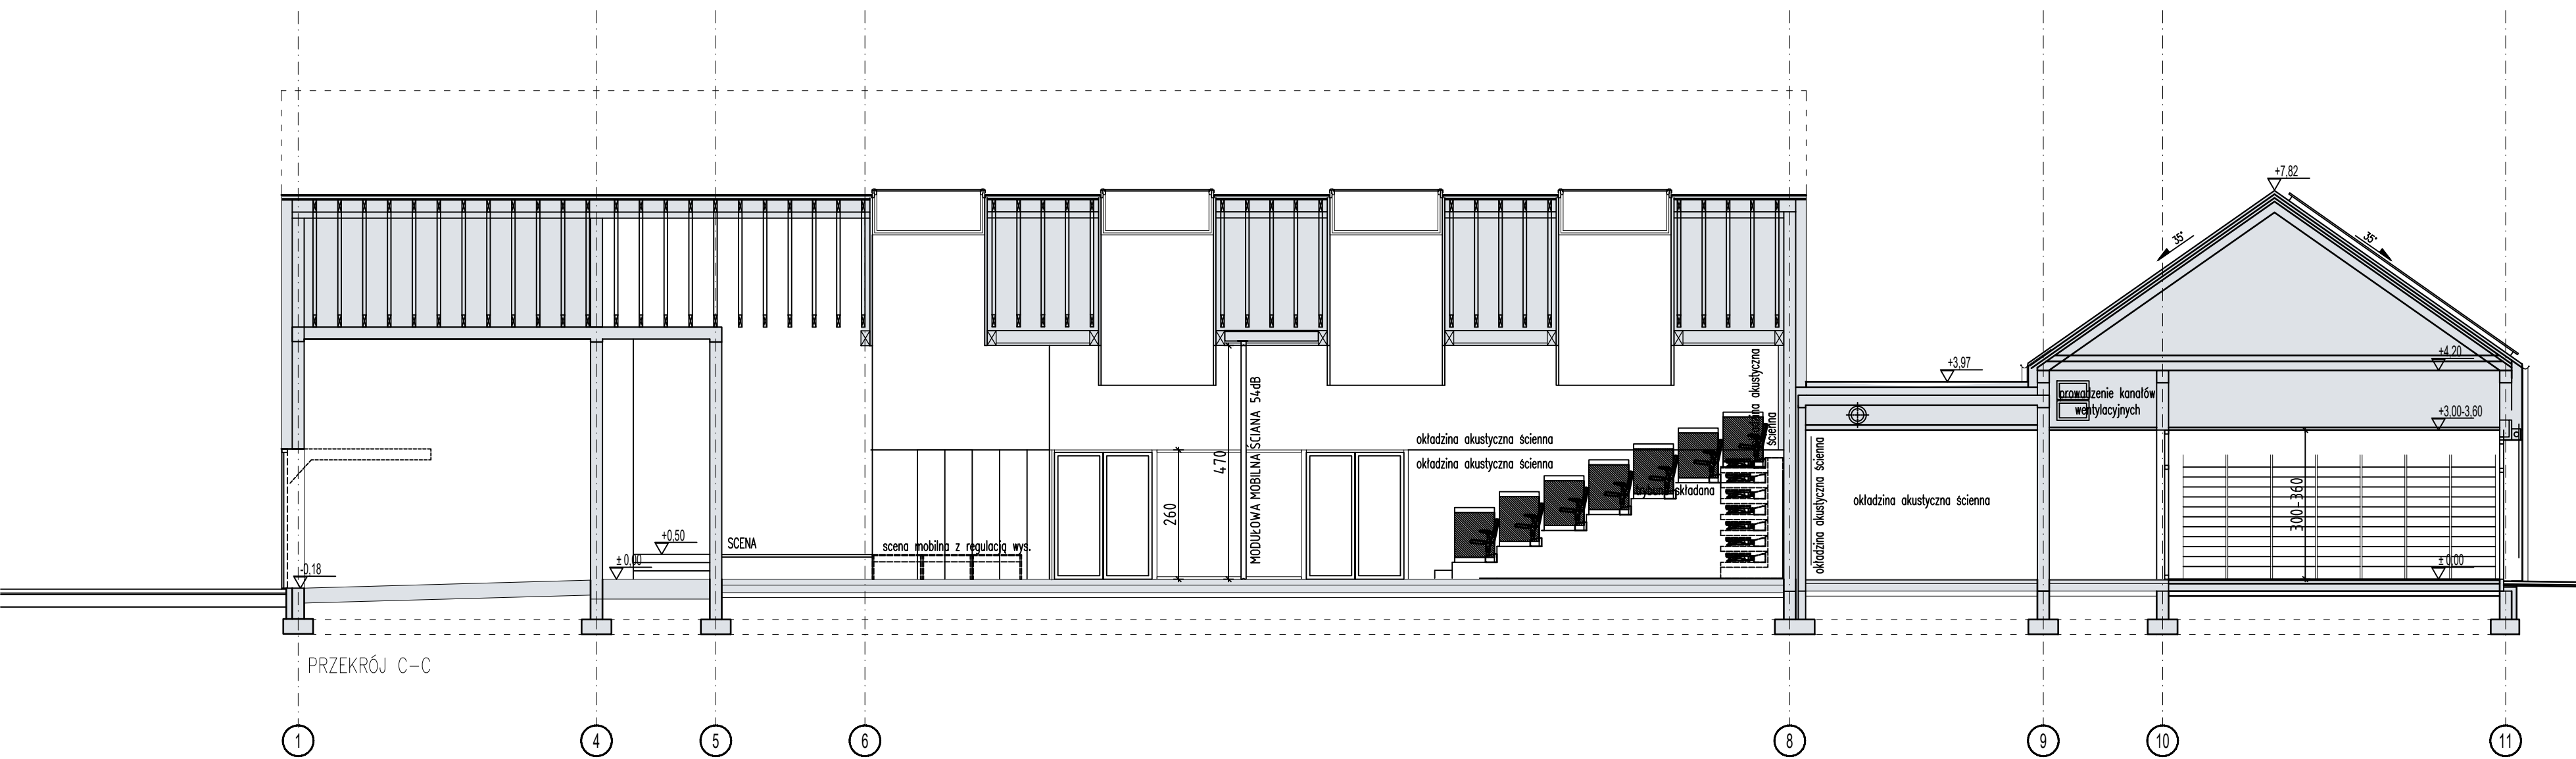 +7,82
35°
35°
+3,97
+4,20
prowadzenie kanałów
wentylacyjnych
+3.00-3,60
okładzina akustyczna
ścienna
MODUŁOWA MOBILNA ŚCIANA 54dB
470
260
okładzina akustyczna ścienna
okładzina akustyczna ścienna
trybuna składana
okładzina akustyczna ścienna
okładzina akustyczna ścienna
300-360
+0,50
SCENA
scena mobilna z regulacją wys.
± 0,00
-0,18
± 0,00
PRZEKRÓJ C-C
1
4
5
6
8
9
10
11